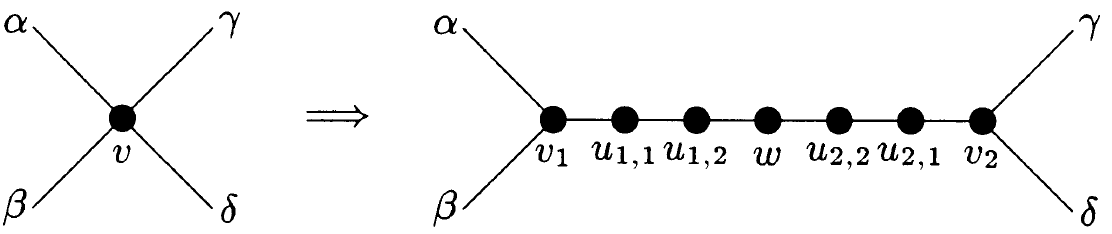 α γ ⟹ α γ
v v₁ u₁,₁ u₁,₂ w u₂,₂ u₂,₁ v₂
β δ β δ